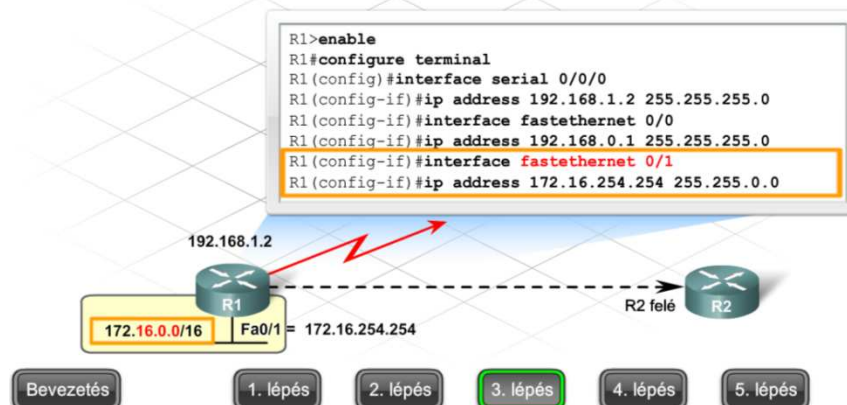 R1>enable
R1#configure terminal
R1(config)#interface serial 0/0/0
R1(config-if)#ip address 192.168.1.2 255.255.255.0
R1(config-if)#interface fastethernet 0/0
R1(config-if)#ip address 192.168.0.1 255.255.255.0
R1(config-if)#interface fastethernet 0/1
R1(config-if)#ip address 172.16.254.254 255.255.0.0
192.168.1.2
R1
R2 felé
R2
172.16.0.0/16
Fa0/1 = 172.16.254.254
Bevezetés
1. lépés
2. lépés
3. lépés
4. lépés
5. lépés